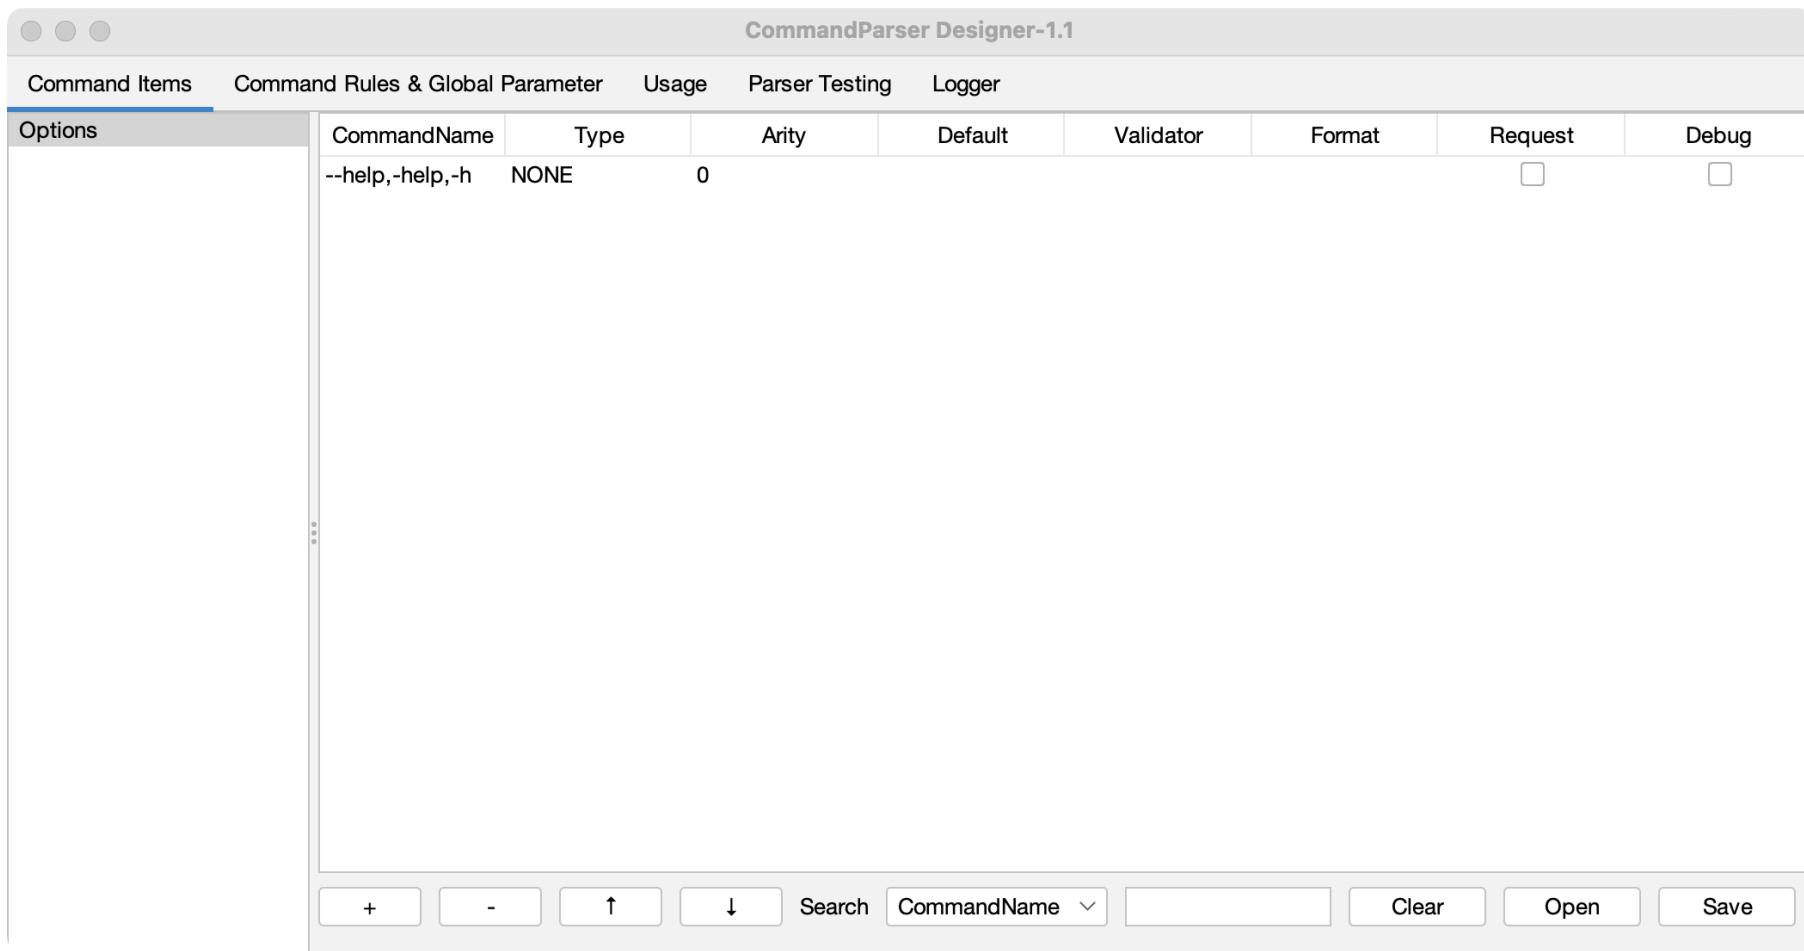 CommandParser Designer-1.1
Command Items Command Rules & Global Parameter Usage Parser Testing Logger
Options
CommandName Type Arity Default Validator Format Request Debug
--help,-help,-h NONE 0
+ - ↑ ↓ Search CommandName Clear Open Save